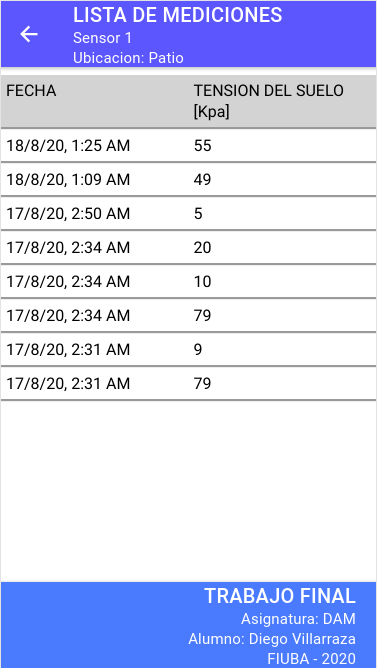 LISTA DE MEDICIONES
Sensor 1
Ubicacion: Patio
FECHA TENSION DEL SUELO
[Kpa]
18/8/20, 1:25 AM 55
18/8/20, 1:09 AM 49
17/8/20, 2:50 AM 5
17/8/20, 2:34 AM 20
17/8/20, 2:34 AM 10
17/8/20, 2:34 AM 79
17/8/20, 2:31 AM 9
17/8/20, 2:31 AM 79
TRABAJO FINAL
Asignatura: DAM
Alumno: Diego Villarraza
FIUBA - 2020